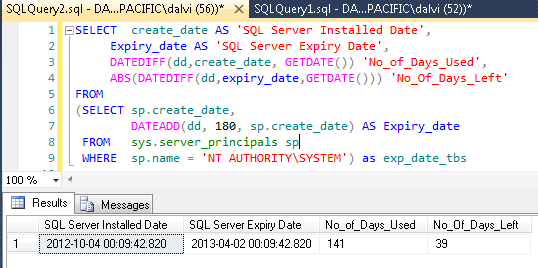 SQLQuery2.sql - DA...PACIFIC\dalvi (56))* SQLQuery1.sql - DA...PACIFIC\dalvi (52))*
1 SELECT create_date AS 'SQL Server Installed Date',
2 Expiry_date AS 'SQL Server Expiry Date',
3 DATEDIFF(dd,create_date, GETDATE()) 'No_of_Days_Used',
4 ABS(DATEDIFF(dd,expiry_date,GETDATE())) 'No_Of_Days_Left'
5 FROM
6 (SELECT sp.create_date,
7 DATEADD(dd, 180, sp.create_date) AS Expiry_date
8 FROM sys.server_principals sp
9 WHERE sp.name = 'NT AUTHORITY\SYSTEM') as exp_date_tbs
100 %
Results Messages
SQL Server Installed Date SQL Server Expiry Date No_of_Days_Used No_Of_Days_Left
1 2012-10-04 00:09:42.820 2013-04-02 00:09:42.820 141 39